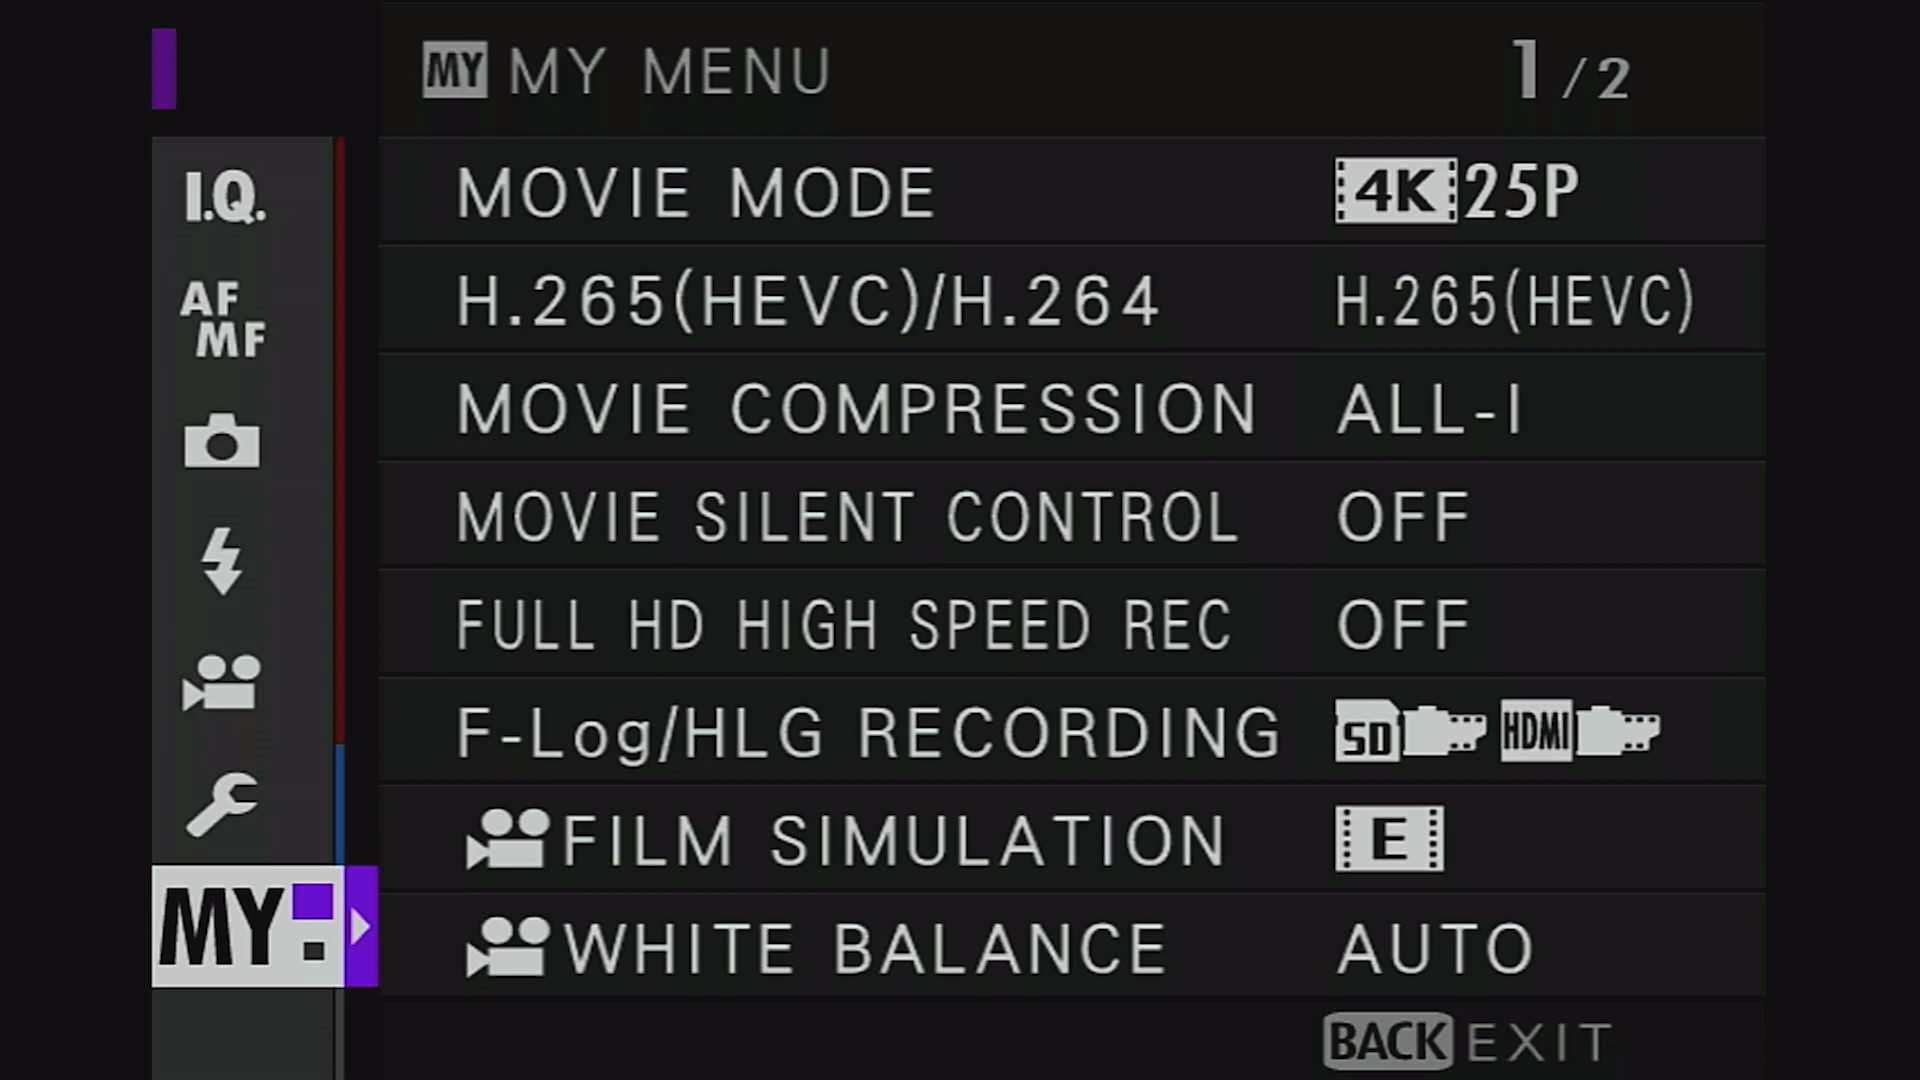 MY MY MENU 1/2
I.Q.
AF
MF
MY
MOVIE MODE 4K 25P
H.265(HEVC)/H.264 H.265(HEVC)
MOVIE COMPRESSION ALL-I
MOVIE SILENT CONTROL OFF
FULL HD HIGH SPEED REC OFF
F-Log/HLG RECORDING SD HDMI
FILM SIMULATION E
WHITE BALANCE AUTO
BACK EXIT